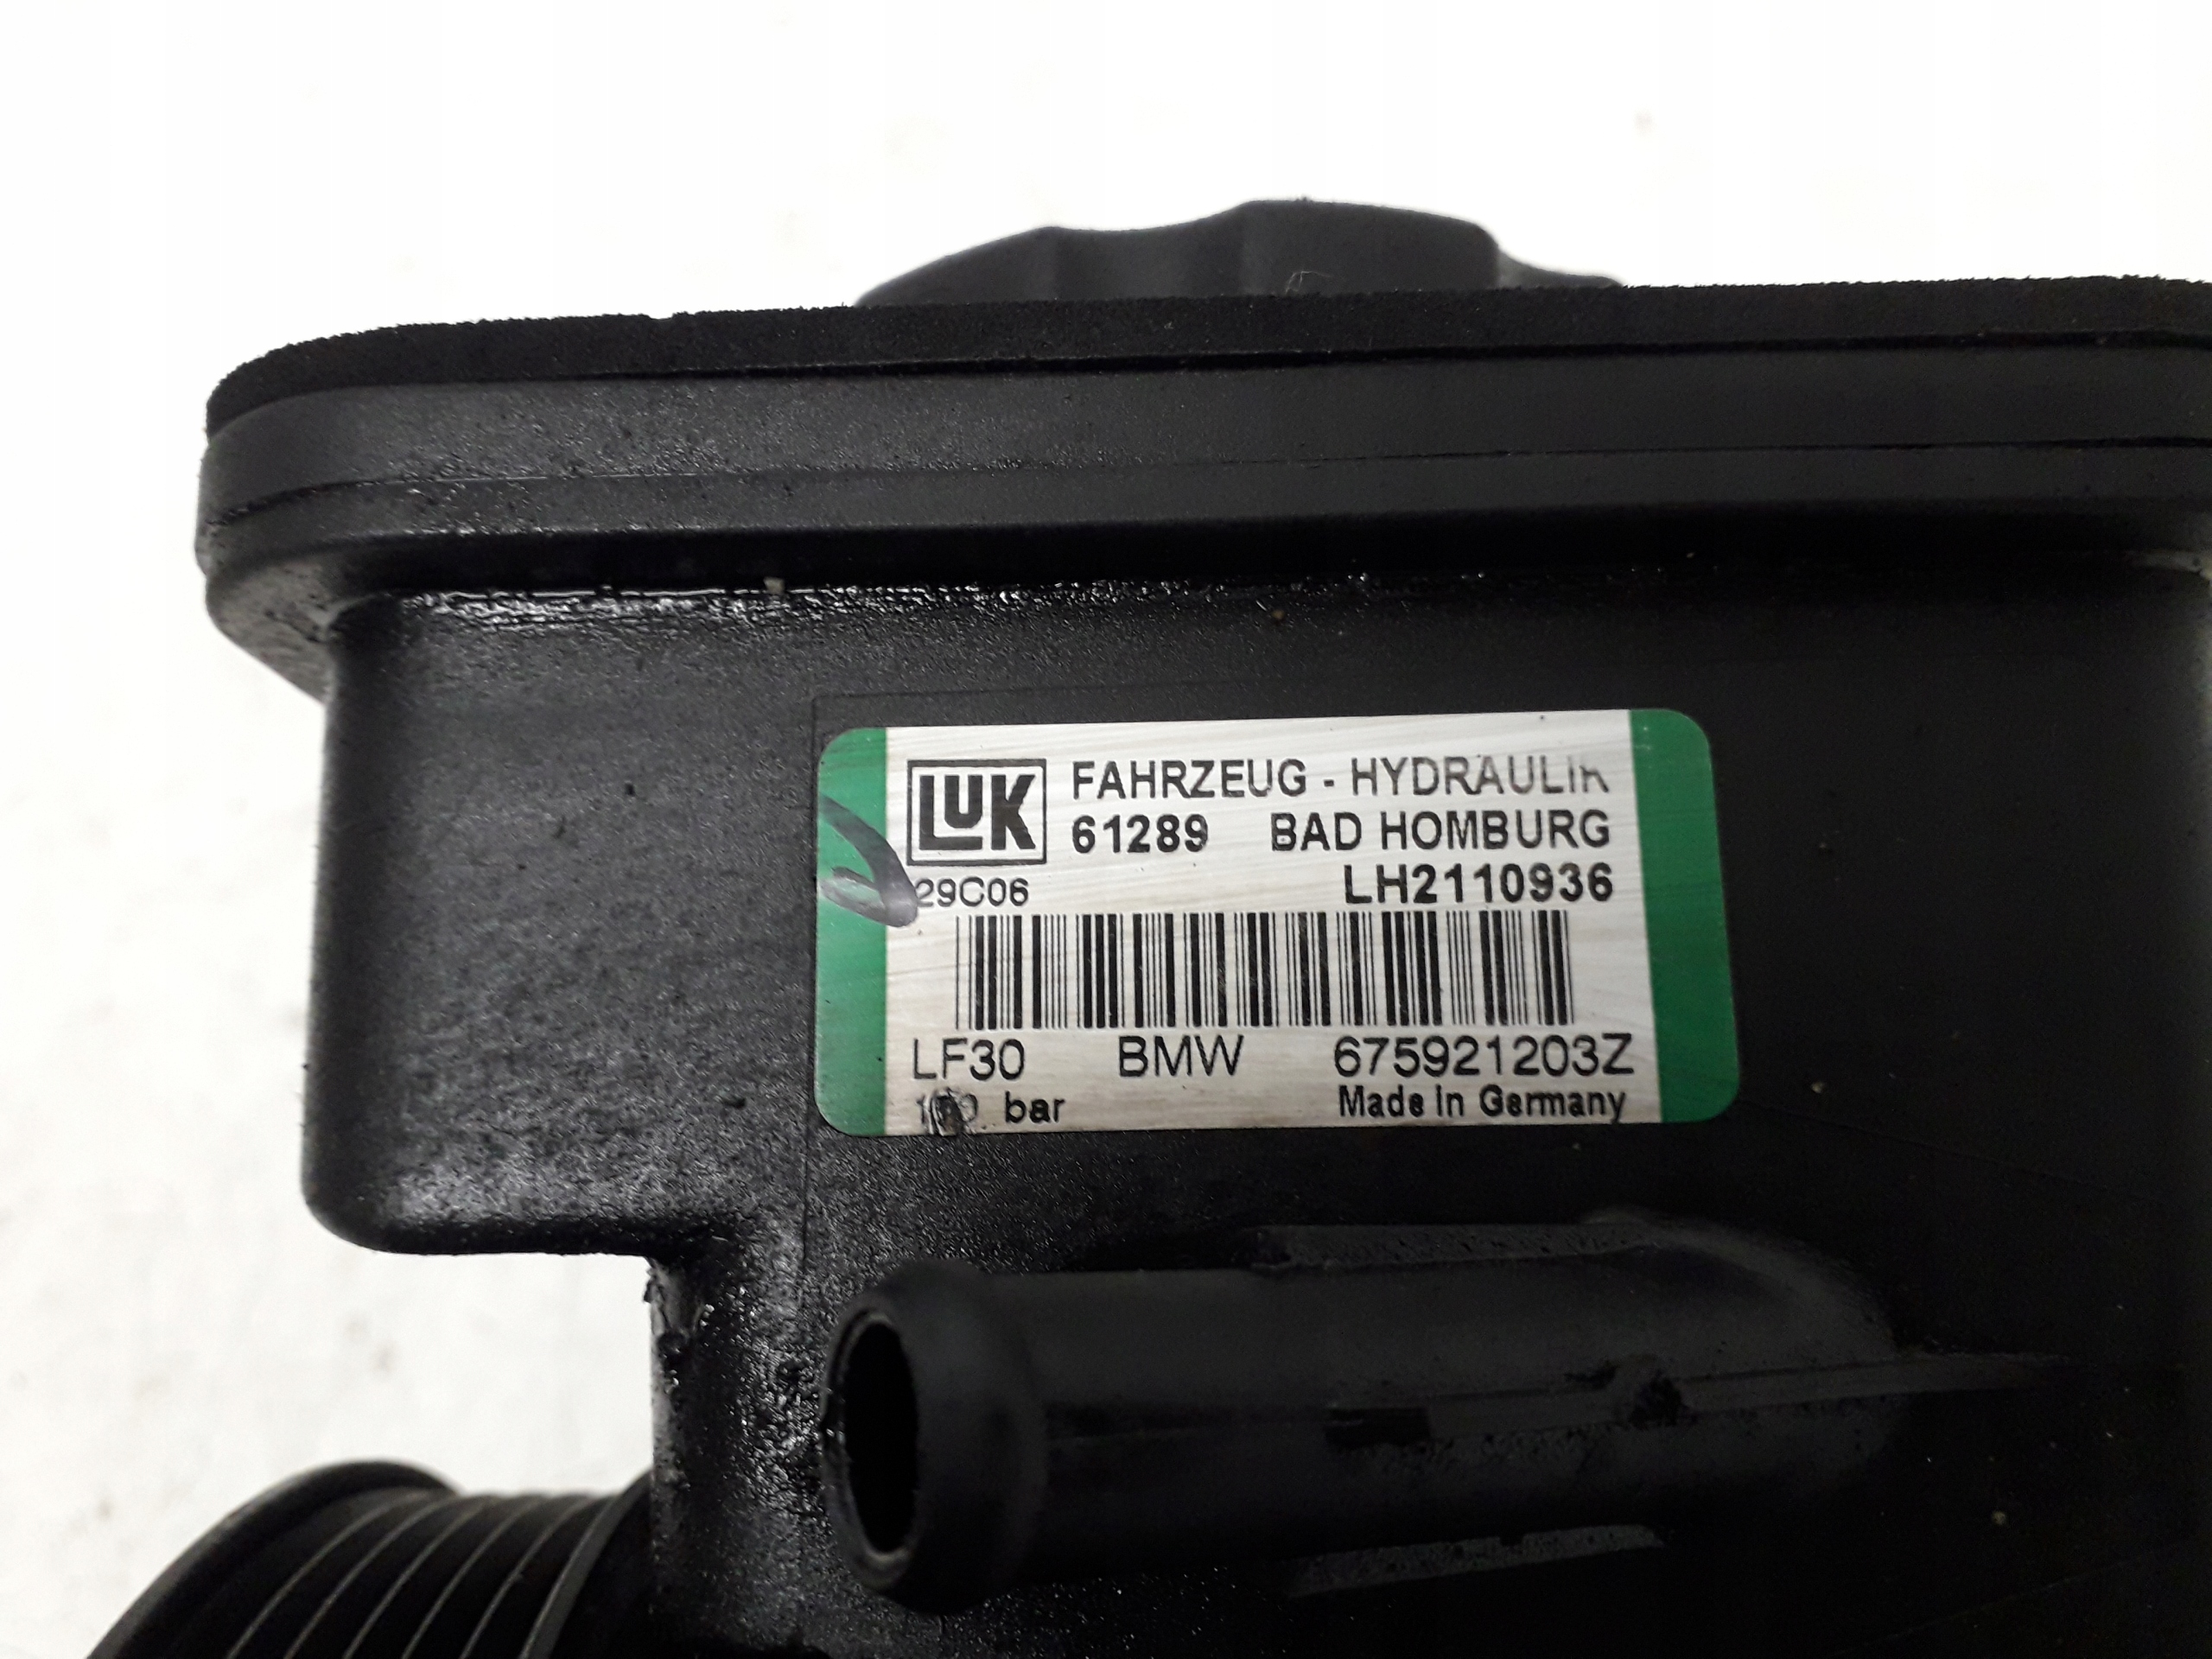 LUK FAHRZEUG - HYDRAULIK
61289 BAD HOMBURG
29C06 LH2110936
LF30 BMW 675921203Z
bar Made in Germany